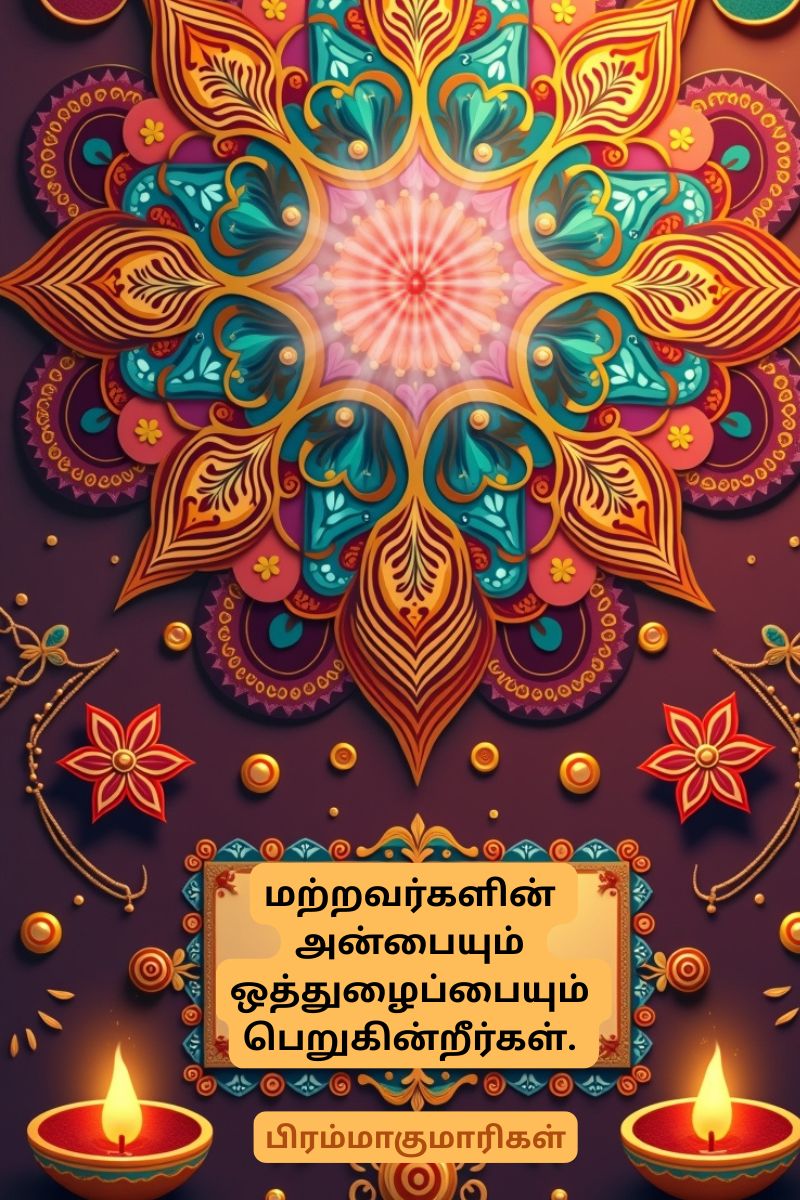 மற்றவர்களின்
அன்பையும்
ஒத்துழைப்பையும்
பெறுகின்றீர்கள்.
பிரம்மாகுமாரிகள்